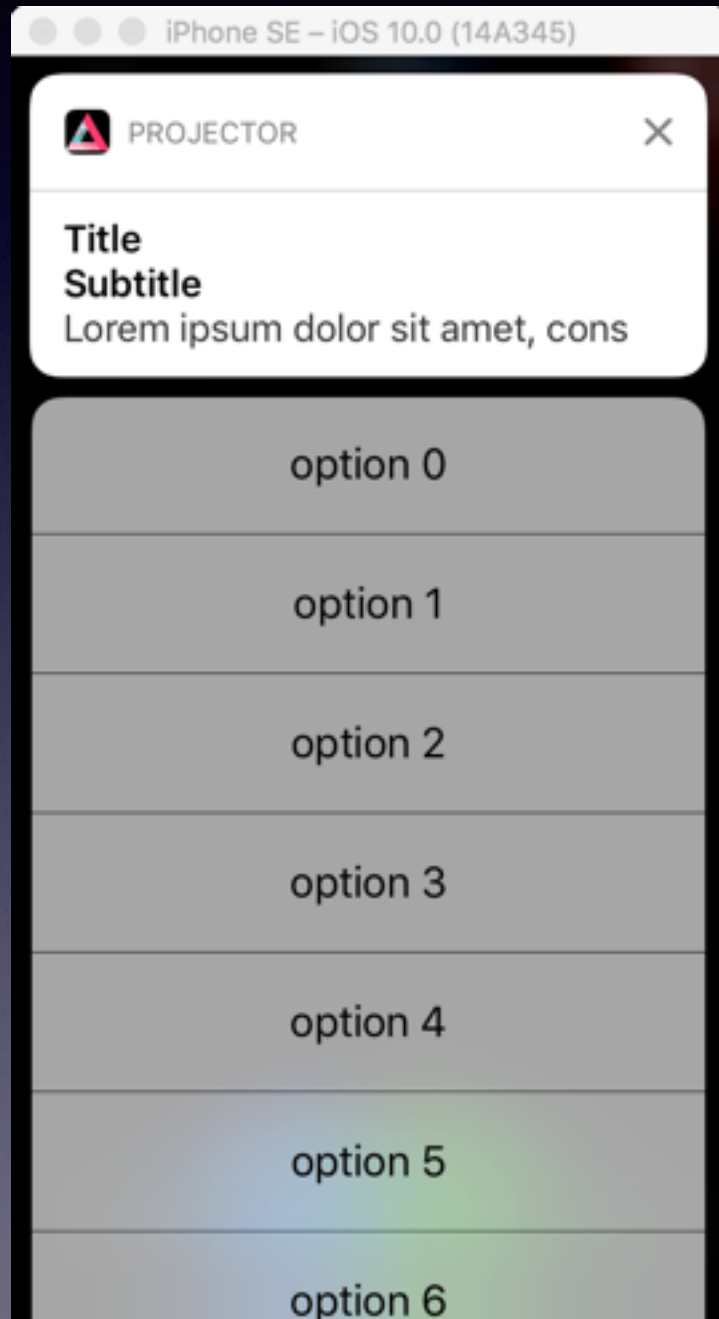 iPhone SE – iOS 10.0 (14A345)
PROJECTOR
Title
Subtitle
Lorem ipsum dolor sit amet, cons
option 0
option 1
option 2
option 3
option 4
option 5
option 6